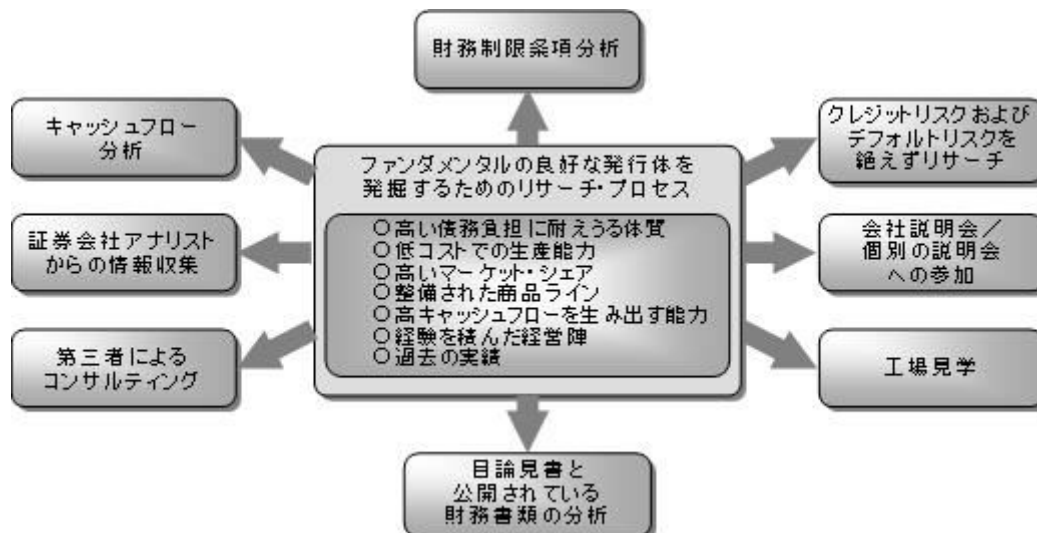 財務制限条項分析
キャッシュフロー
分析
クレジットリスクおよび
デフォルトリスクを
絶えずリサーチ
ファンダメンタルの良好な発行体を
発掘するためのリサーチ・プロセス
○高い債務負担に耐えうる体質
○低コストでの生産能力
○高いマーケット・シェア
○整備された商品ライン
○高キャッシュフローを生み出す能力
○経験を積んだ経営陣
○過去の実績
証券会社アナリスト
からの情報収集
会社説明会／
個別の説明会
への参加
第三者による
コンサルティング
工場見学
目論見書と
公開されている
財務書類の分析